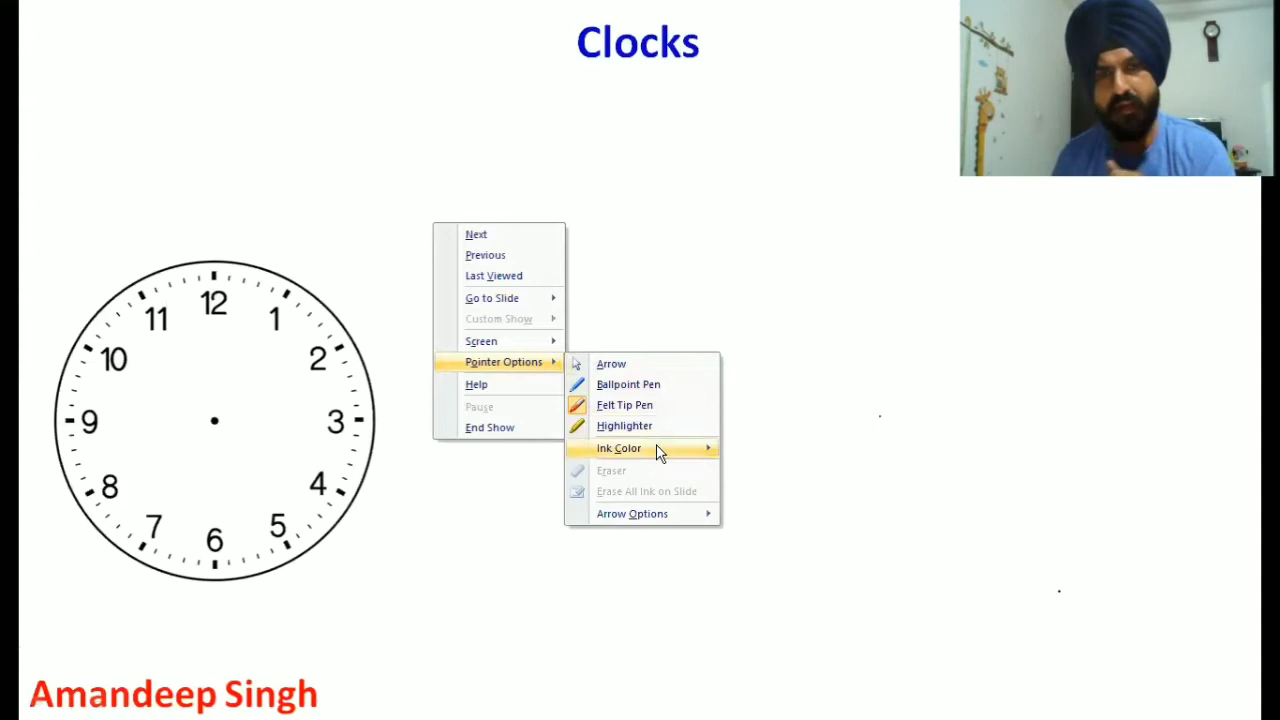 Clocks
Next
Previous
Last Viewed
Go to Slide
Custom Show
Screen
Pointer Options
Help
Pause
End Show
Arrow
Ballpoint Pen
Felt Tip Pen
Highlighter
Ink Color
Eraser
Erase All Ink on Slide
Arrow Options
12
1
2
3
4
5
6
7
8
9
10
11
Amandeep Singh